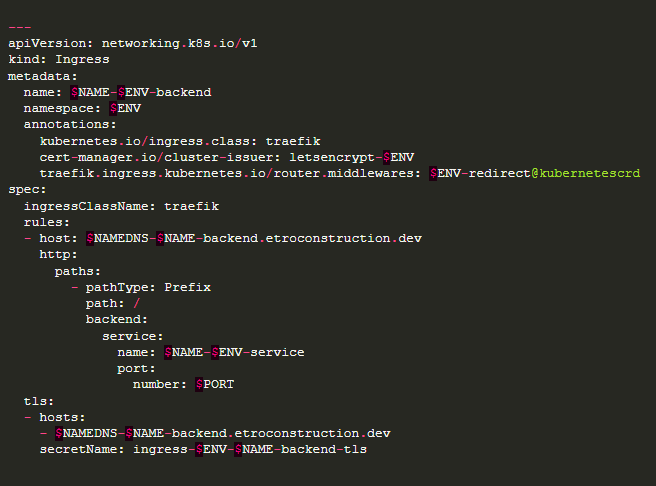 ---
apiVersion: networking.k8s.io/v1
kind: Ingress
metadata:
  name: $NAME-$ENV-backend
  namespace: $ENV
  annotations:
    kubernetes.io/ingress.class: traefik
    cert-manager.io/cluster-issuer: letsencrypt-$ENV
    traefik.ingress.kubernetes.io/router.middlewares: $ENV-redirect@kubernetescrd
spec:
  ingressClassName: traefik
  rules:
  - host: $NAMEDNS-$NAME-backend.etroconstruction.dev
    http:
      paths:
        - pathType: Prefix
          path: /
          backend:
            service:
              name: $NAME-$ENV-service
              port:
                number: $PORT
  tls:
  - hosts:
    - $NAMEDNS-$NAME-backend.etroconstruction.dev
    secretName: ingress-$ENV-$NAME-backend-tls